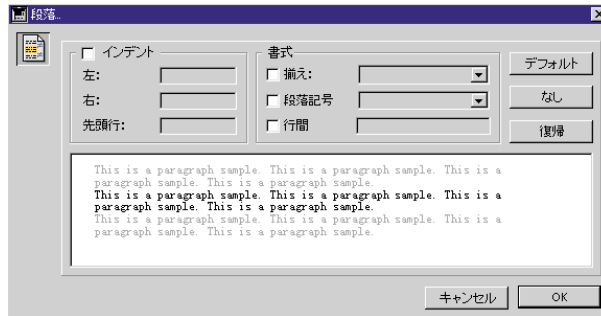 段落..
インデント
左:
右:
先頭行:
書式
揃え:
段落記号
行間
デフォルト
なし
復帰
This is a paragraph sample. This is a paragraph sample. This is a
paragraph sample. This is a paragraph sample.
This is a paragraph sample. This is a paragraph sample. This is a
paragraph sample. This is a paragraph sample.
This is a paragraph sample. This is a paragraph sample. This is a
paragraph sample. This is a paragraph sample.
キャンセル
OK